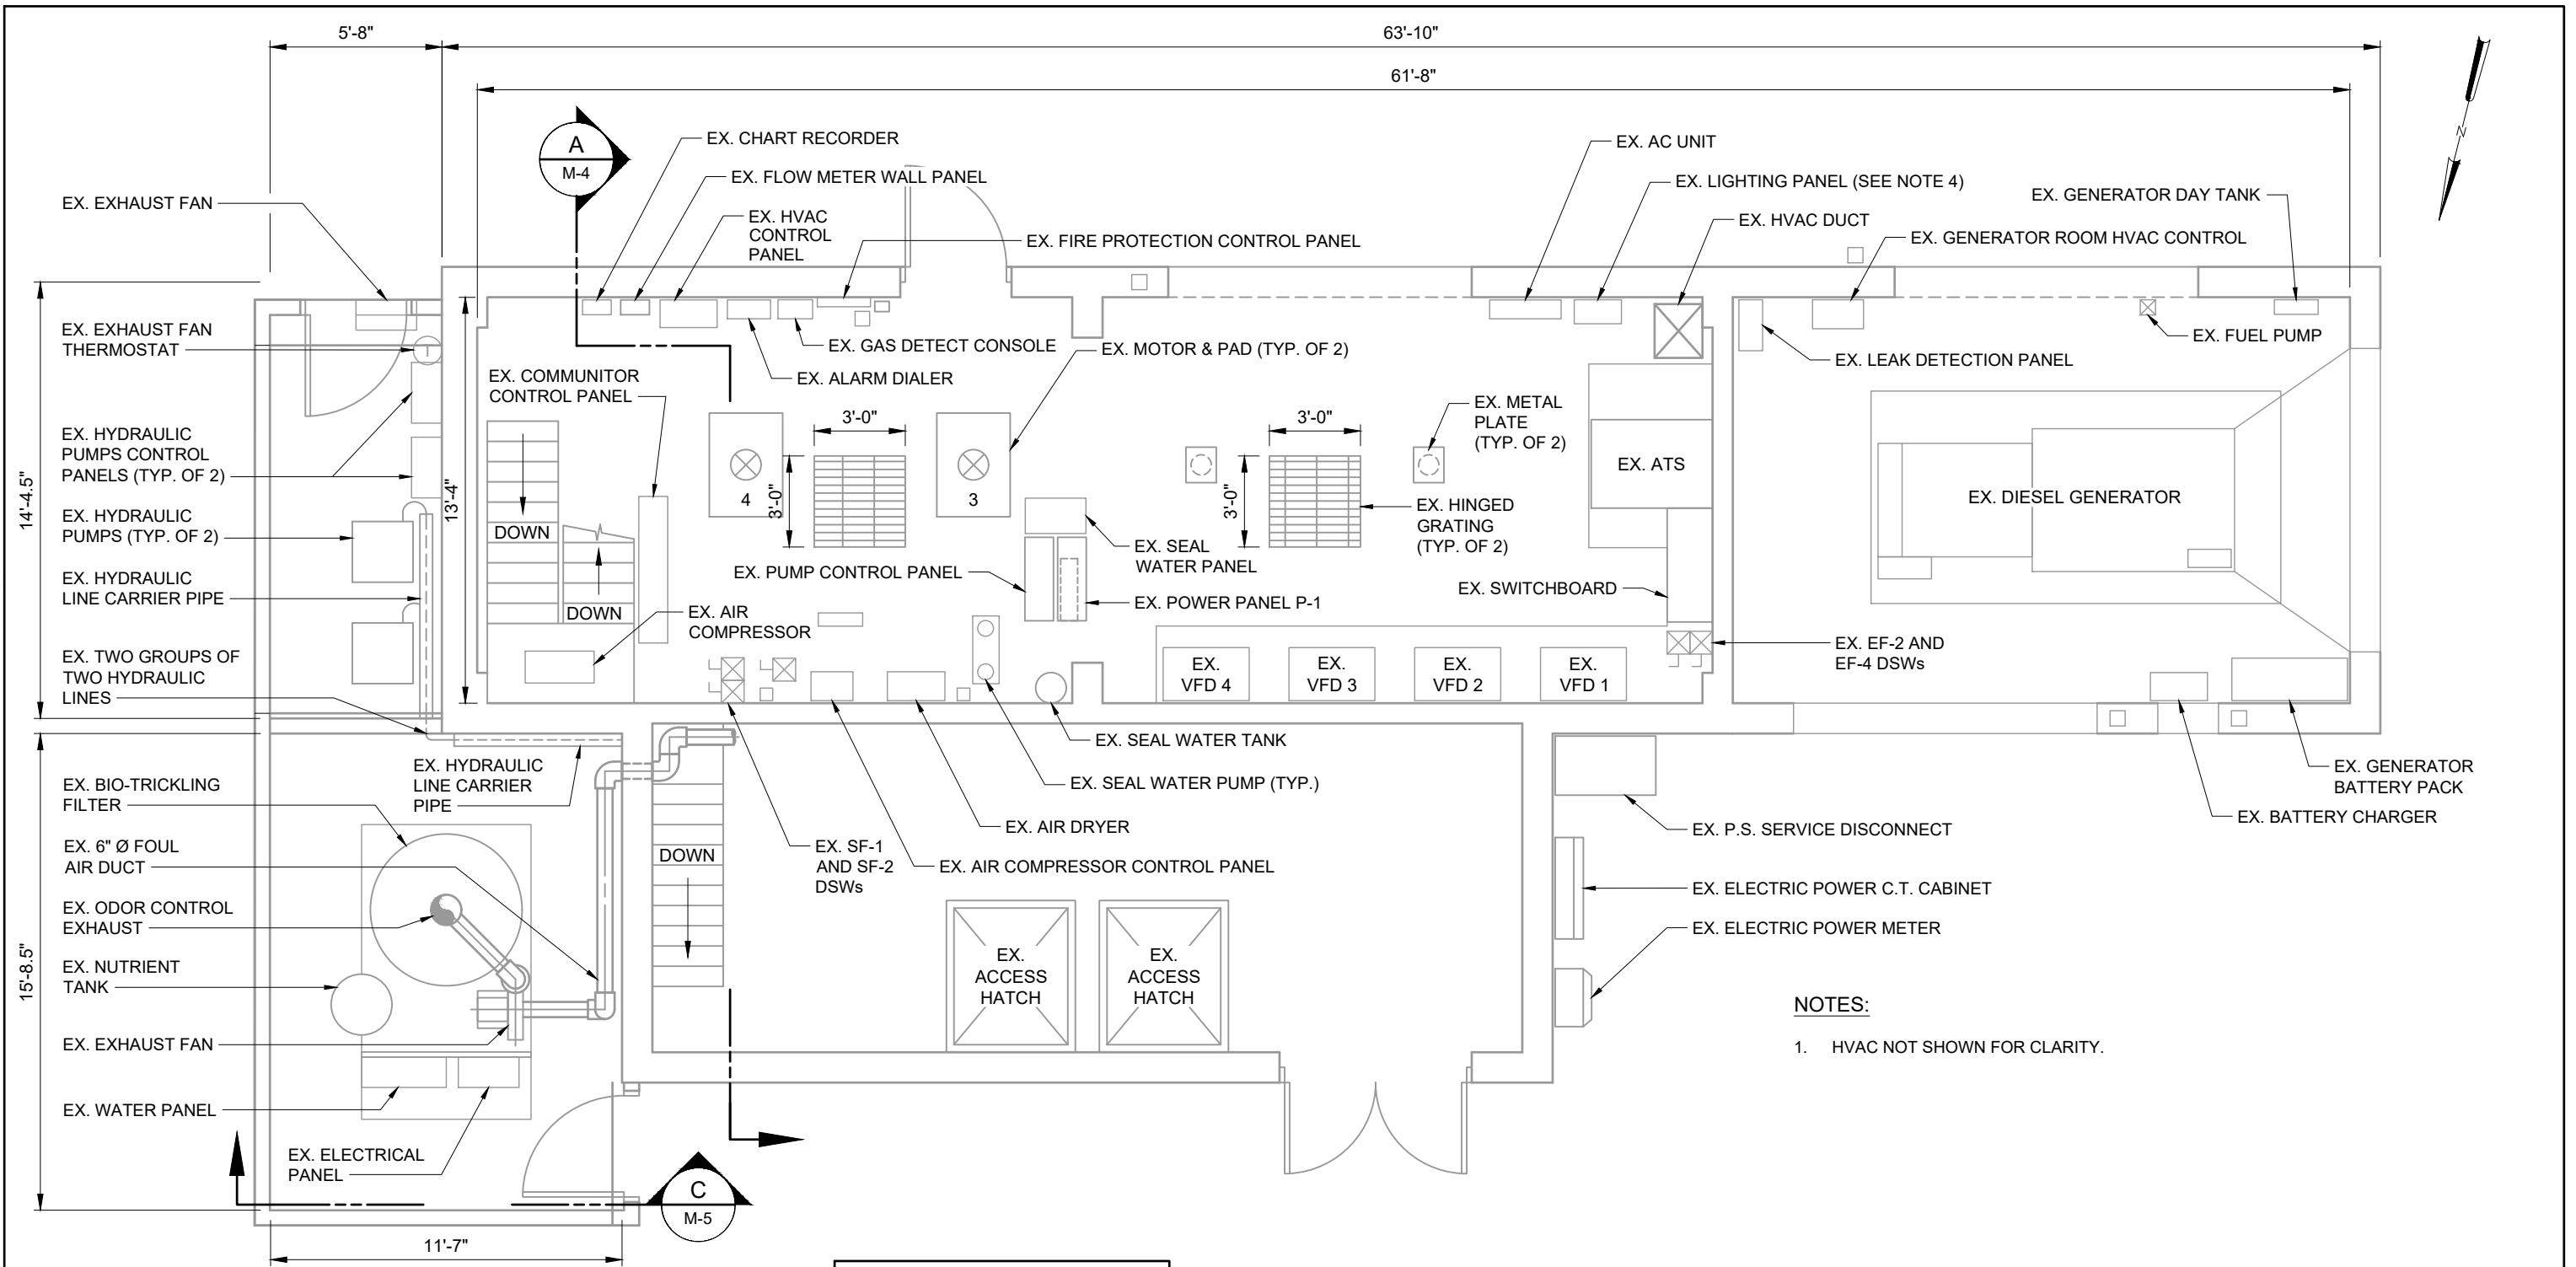 5'-8"
63'-10"
61'-8"
A
M-4
N
EX. CHART RECORDER
EX. FLOW METER WALL PANEL
EX. HVAC
CONTROL
PANEL
EX. FIRE PROTECTION CONTROL PANEL
EX. AC UNIT
EX. LIGHTING PANEL (SEE NOTE 4)
EX. HVAC DUCT
EX. GENERATOR DAY TANK
EX. GENERATOR ROOM HVAC CONTROL
EX. EXHAUST FAN
EX. EXHAUST FAN
THERMOSTAT
EX. HYDRAULIC
PUMPS CONTROL
PANELS (TYP. OF 2)
EX. HYDRAULIC
PUMPS (TYP. OF 2)
EX. HYDRAULIC
LINE CARRIER PIPE
EX. TWO GROUPS OF
TWO HYDRAULIC
LINES
14'-4.5"
13'-4"
EX. GAS DETECT CONSOLE
EX. ALARM DIALER
EX. COMMUNITOR
CONTROL PANEL
EX. MOTOR & PAD (TYP. OF 2)
EX. FUEL PUMP
EX. LEAK DETECTION PANEL
3'-0"
3'-0"
4
3
3'-0"
3'-0"
EX. METAL
PLATE
(TYP. OF 2)
EX. ATS
EX. DIESEL GENERATOR
DOWN
DOWN
EX. HINGED
GRATING
(TYP. OF 2)
EX. SEAL
WATER PANEL
EX. PUMP CONTROL PANEL
EX. POWER PANEL P-1
EX. SWITCHBOARD
EX. AIR
COMPRESSOR
EX. EF-2 AND
EF-4 DSWs
EX.
VFD 4
EX.
VFD 3
EX.
VFD 2
EX.
VFD 1
EX. SEAL WATER TANK
EX. SEAL WATER PUMP (TYP.)
EX. AIR DRYER
EX. AIR COMPRESSOR CONTROL PANEL
EX. SF-1
AND SF-2
DSWs
EX. HYDRAULIC
LINE CARRIER
PIPE
EX. GENERATOR
BATTERY PACK
EX. BATTERY CHARGER
EX. P.S. SERVICE DISCONNECT
EX. ELECTRIC POWER C.T. CABINET
EX. ELECTRIC POWER METER
EX. BIO-TRICKLING
FILTER
EX. 6" Ø FOUL
AIR DUCT
EX. ODOR CONTROL
EXHAUST
EX. NUTRIENT
TANK
EX. EXHAUST FAN
EX. WATER PANEL
EX. ELECTRICAL
PANEL
15'-8.5"
DOWN
EX.
ACCESS
HATCH
EX.
ACCESS
HATCH
C
M-5
11'-7"
NOTES:
1. HVAC NOT SHOWN FOR CLARITY.